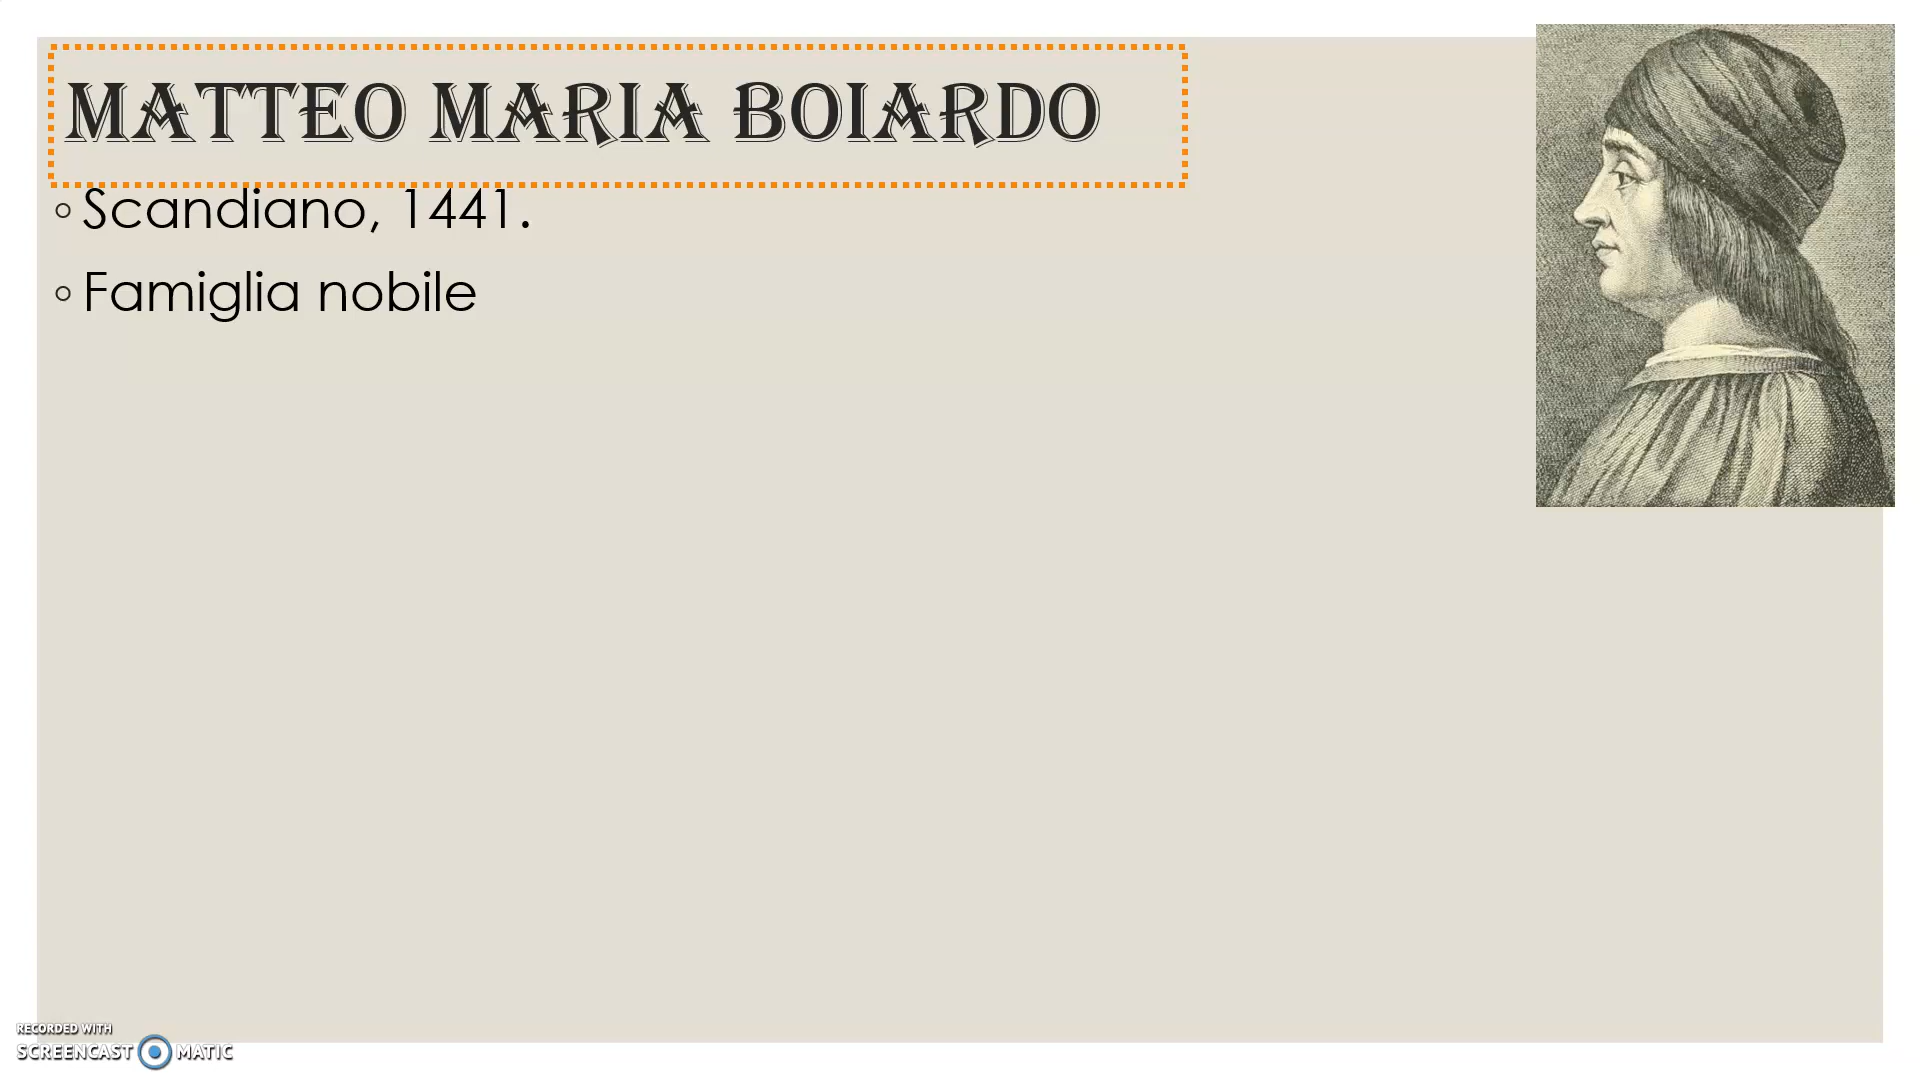 MATTEO MARIA BOIARDO
◦ Scandiano, 1441.
◦ Famiglia nobile
RECORDED WITH
SCREENCAST MATIC